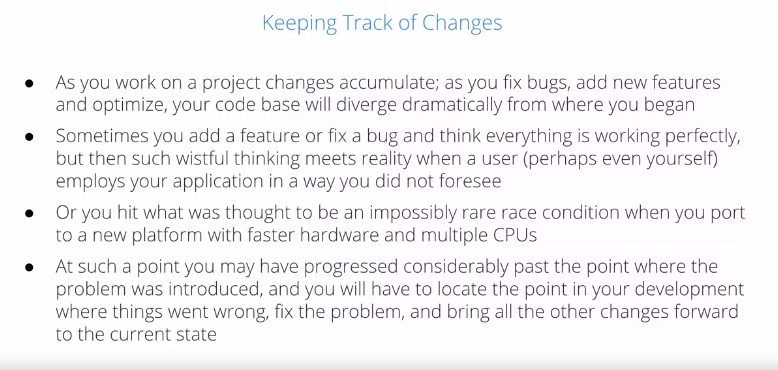 Keeping Track of Changes
● As you work on a project changes accumulate; as you fix bugs, add new features
and optimize, your code base will diverge dramatically from where you began
● Sometimes you add a feature or fix a bug and think everything is working perfectly,
but then such wistful thinking meets reality when a user (perhaps even yourself)
employs your application in a way you did not foresee
● Or you hit what was thought to be an impossibly rare race condition when you port
to a new platform with faster hardware and multiple CPUs
● At such a point you may have progressed considerably past the point where the
problem was introduced, and you will have to locate the point in your development
where things went wrong, fix the problem, and bring all the other changes forward
to the current state